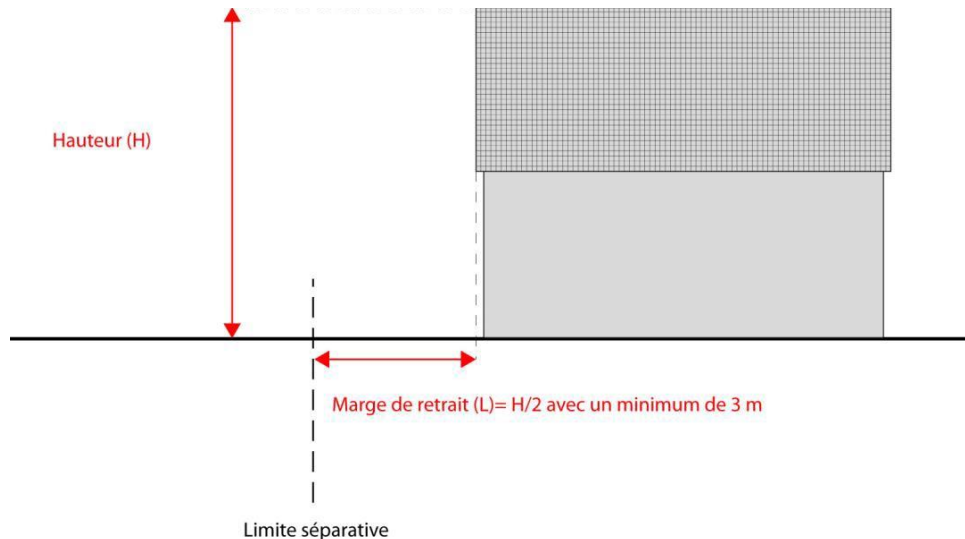 Hauteur (H)
Marge de retrait (L)= H/2 avec un minimum de 3 m
Limite séparative